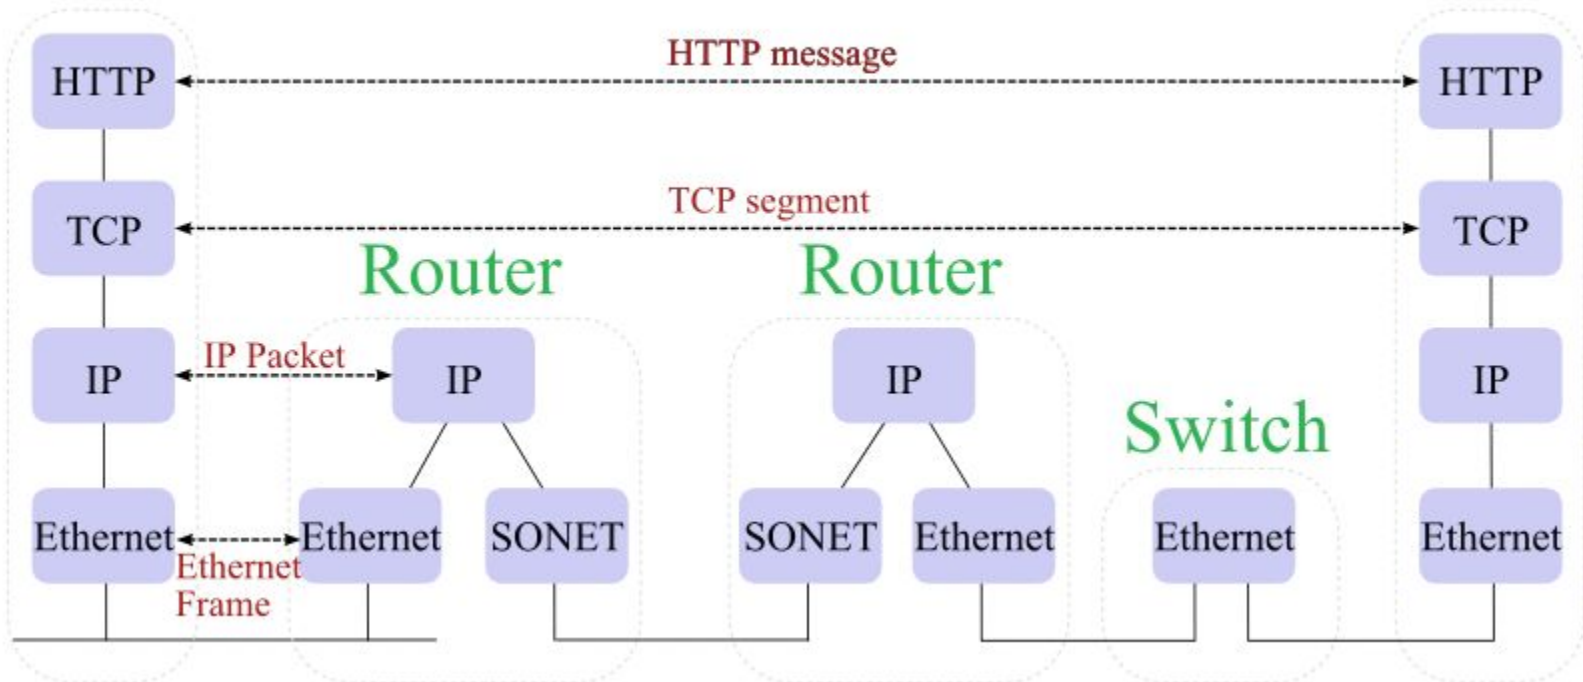 HTTP
HTTP message
HTTP
TCP
TCP segment
TCP
Router
Router
IP
IP Packet
IP
IP
IP
Switch
Ethernet
Ethernet
Frame
Ethernet
SONET
SONET
Ethernet
Ethernet
Ethernet